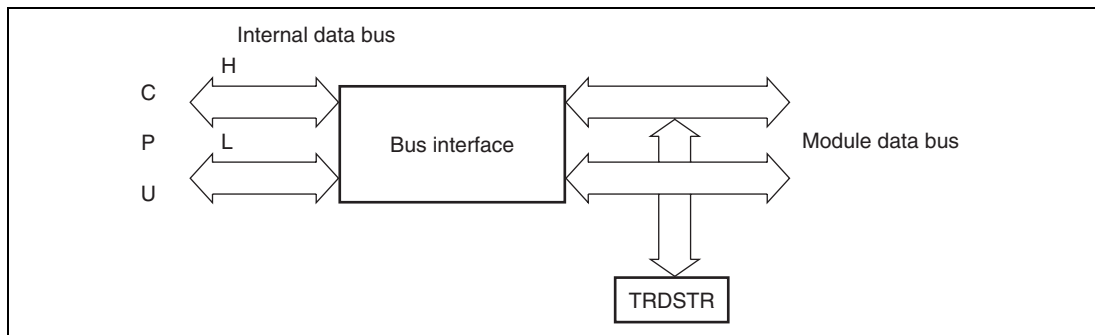 Internal data bus
H
C
P
U
L
Bus interface
Module data bus
TRDSTR